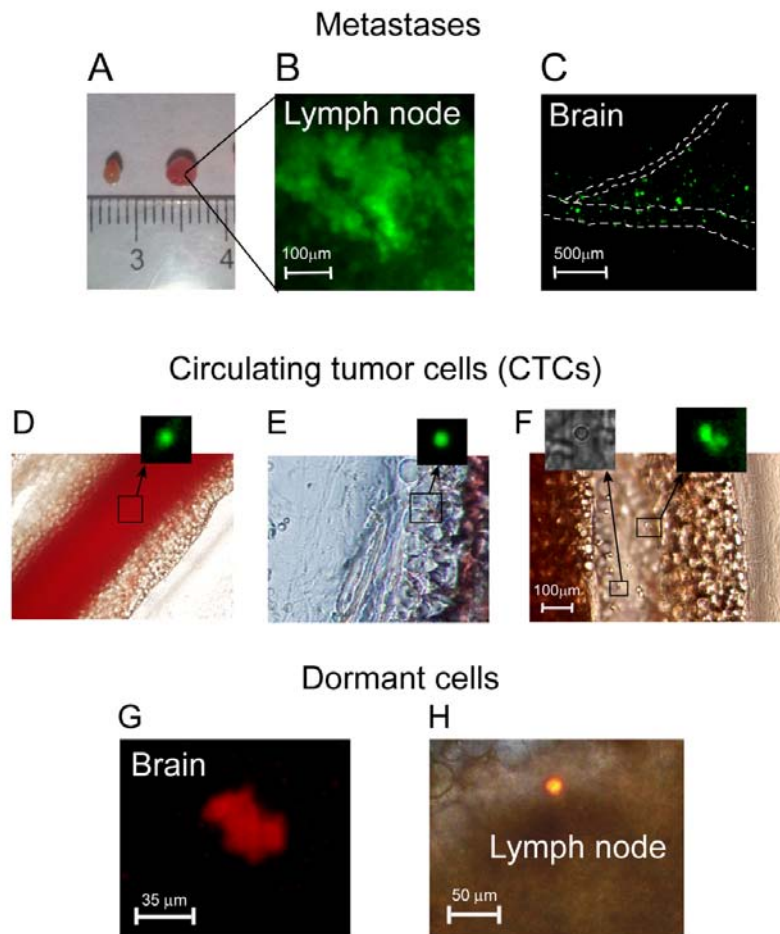 Metastases
A
B
C
Lymph node
Brain
100μm
500μm
3
4
Circulating tumor cells (CTCs)
D
E
F
100μm
Dormant cells
G
H
Brain
Lymph node
35 μm
50 μm